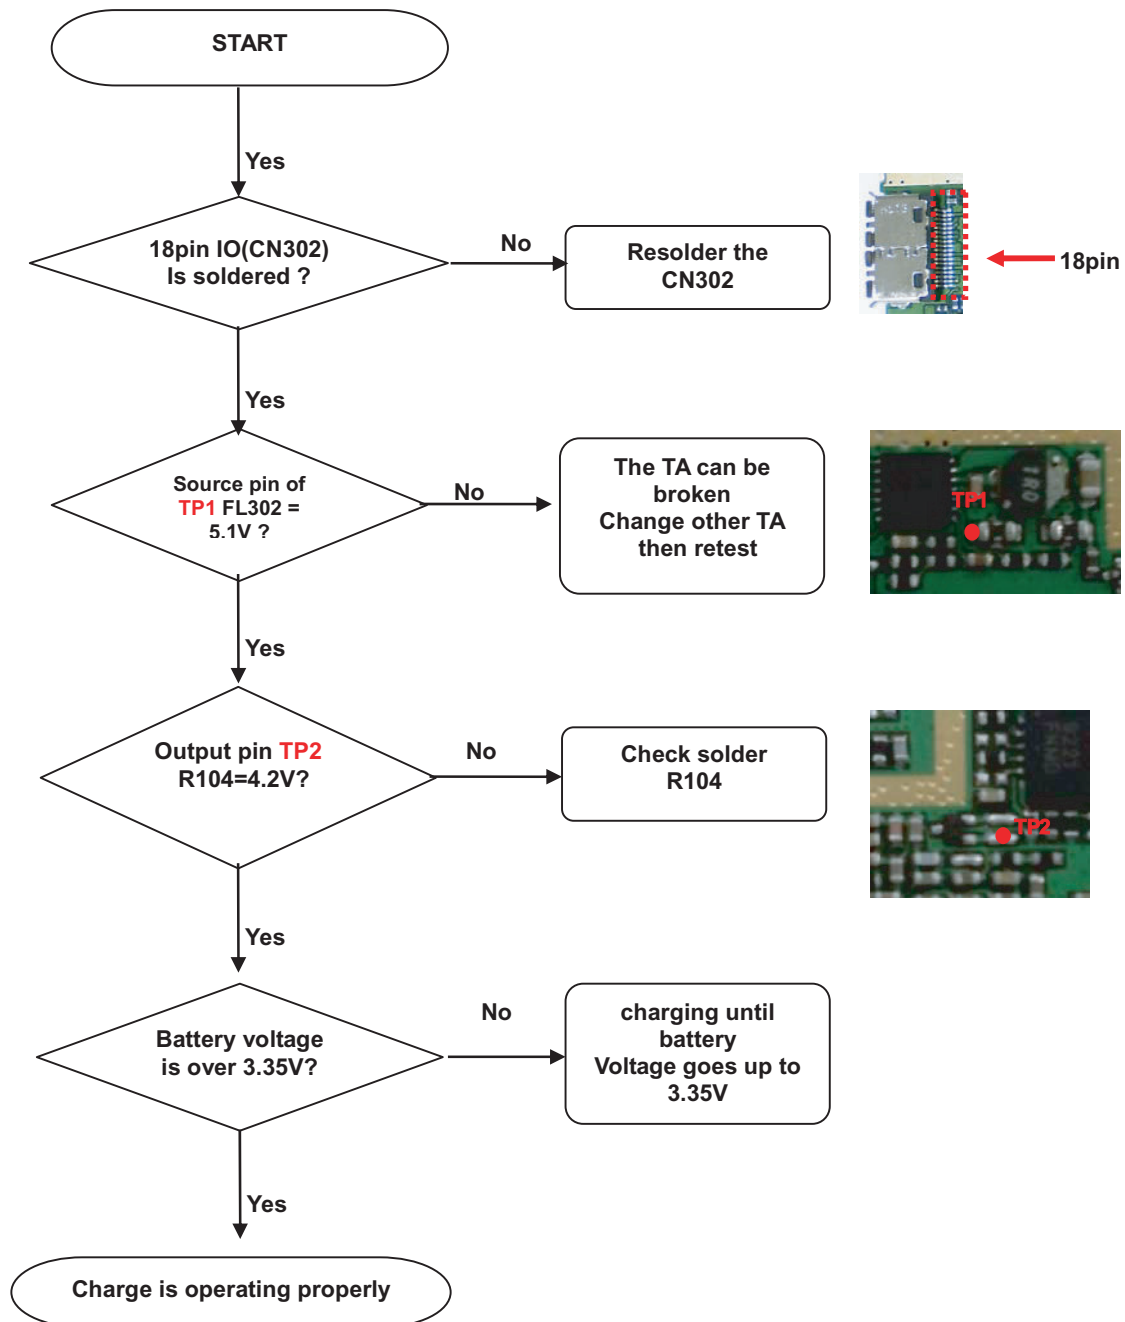 START
Yes
18pin IO(CN302)
Is soldered ?
No
Resolder the
CN302
18pin
Yes
Source pin of
TP1 FL302 =
5.1V ?
No
The TA can be
broken
Change other TA
then retest
TP1
1R0
Yes
Output pin TP2
R104=4.2V?
No
Check solder
R104
TP2
Yes
Battery voltage
is over 3.35V?
No
charging until
battery
Voltage goes up to
3.35V
Yes
Charge is operating properly